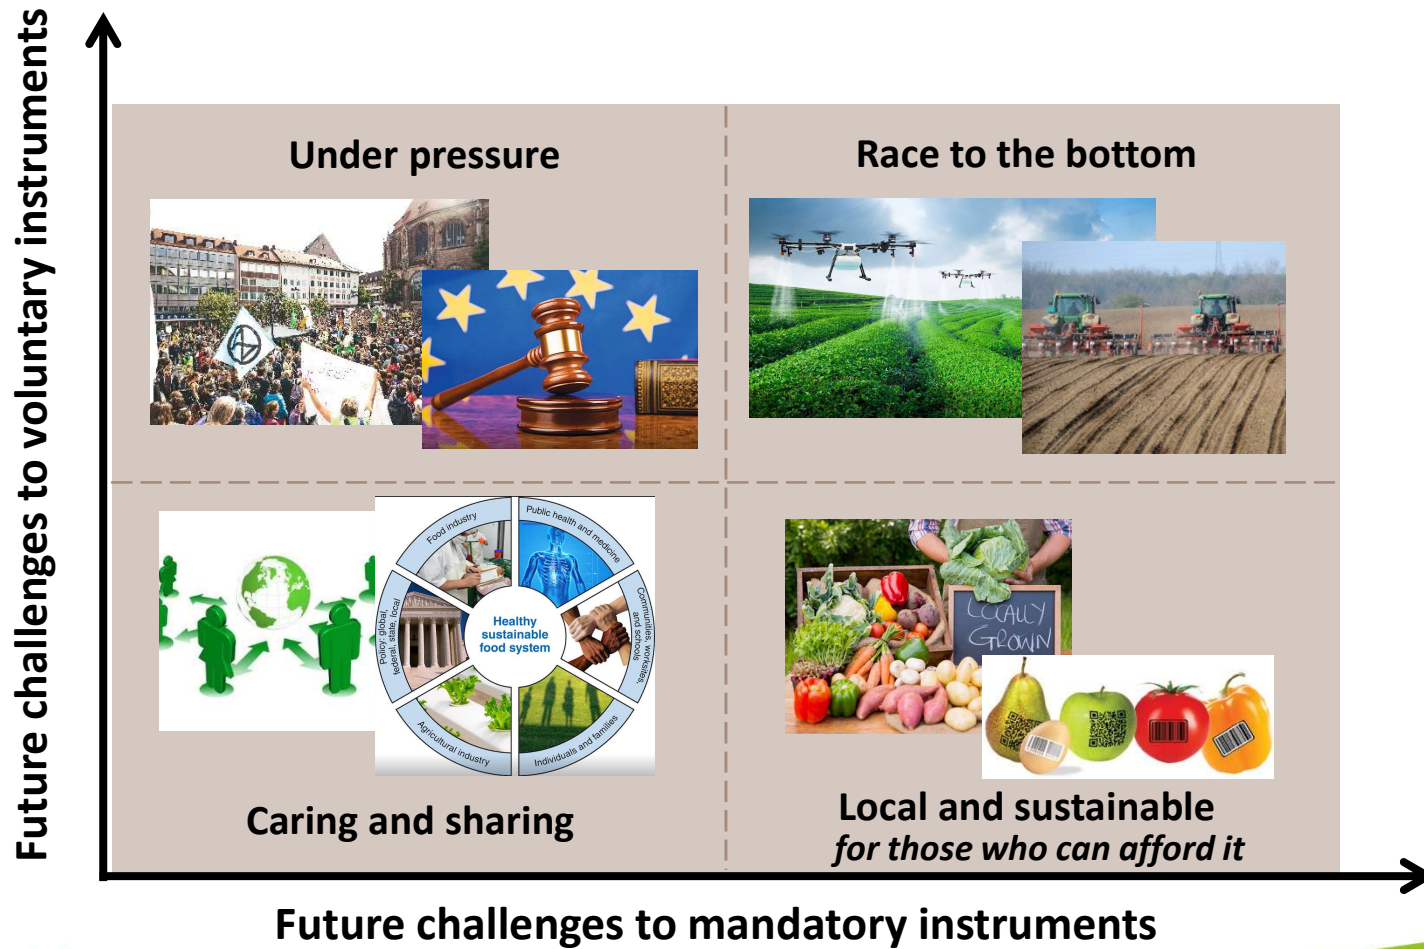 Future challenges to voluntary instruments
Under pressure
Race to the bottom
Food industry
Public health and medicine
Policy: global,
federal, state, local
Healthy
sustainable
food system
Communities, worksites,
and schools
Agricultural industry
Individuals and families
LOCALLY
GROWN
Caring and sharing
Local and sustainable
for those who can afford it
Future challenges to mandatory instruments